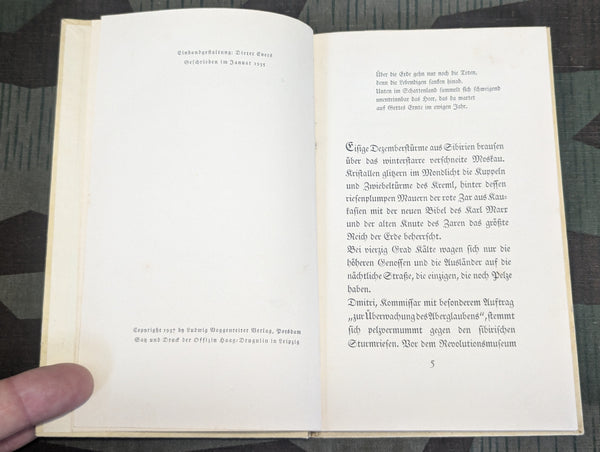 Einbandgestaltung: Dieter Evers
Geschrieben im Januar 1935
Copyright 1937 by Ludwig Voggenreiter Verlag, Potsdam
Satz und Druck der Offizin Haag-Drugulin in Leipzig
Über die Erde gehn nur noch die Toten,
denn die Lebendigen sanken hinab.
Unten im Schattenland sammelt sich schweigend
unentrinnbar das Heer, das da wartet
auf Gottes Ernte im ewigen Jahr.
Eisige Dezemberstürme aus Sibirien brausen
über das winterstarre verschneite Moskau.
Kristallen glitzern im Mondlicht die Kuppeln
und Zwiebeltürme des Kreml, hinter dessen
riesenplumpen Mauern der rote Zar aus Kau-
kasien mit der neuen Bibel des Karl Marx
und der alten Knute des Zaren das größte
Reich der Erde beherrscht.
Bei vierzig Grad Kälte wagen sich nur die
höheren Genossen und die Ausländer auf die
nächtliche Straße, die einzigen, die noch Pelze
haben.
Dmitri, Kommissar mit besonderem Auftrag
„zur Überwachung des Aberglaubens“, stemmt
sich pelzvermummt gegen den sibirischen
Sturmriesen. Vor dem Revolutionsmuseum
5